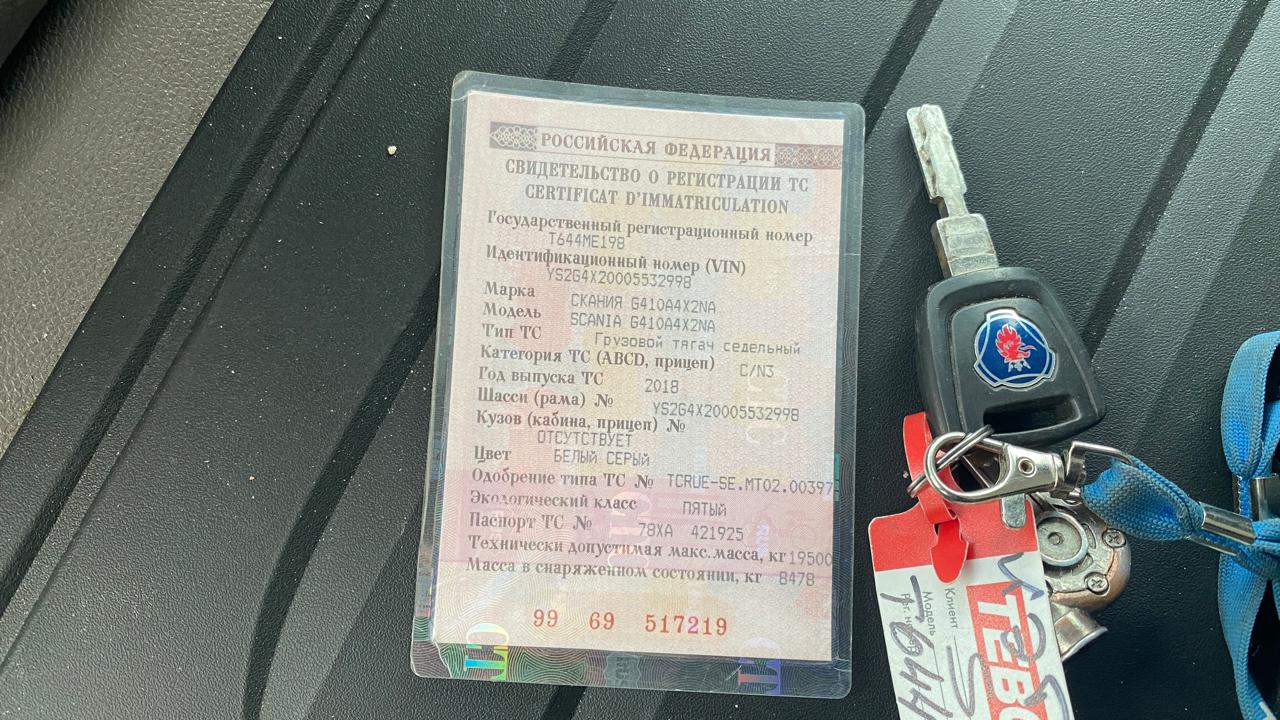 РОССИЙСКАЯ ФЕДЕРАЦИЯ
СВИДЕТЕЛЬСТВО О РЕГИСТРАЦИИ ТС
CERTIFICAT D'IMMATRICULATION
Государственный регистрационный номер
Т644МЕ198
Идентификационный номер (VIN)
YS2G4X20005532998
Марка СКАНИЯ G410A4X2NA
Модель SCANIA G410A4X2NA
Тип ТС Грузовой тягач седельный
Категория ТС (ABCD, прицеп) C/N3
Год выпуска ТС 2018
Шасси (рама) № YS2G4X20005532998
Кузов (кабина, прицеп) №
ОТСУТСТВУЕТ
Цвет БЕЛЫЙ СЕРЫЙ
Одобрение типа ТС № TCRUE-SE.MT02.00397
Экологический класс ПЯТЫЙ
Паспорт ТС № 78ХА 421925
Технически допустимая макс.масса, кг 19500
Масса в снаряженном состоянии, кг 8478
99 69 517219
Клиент
Модель
Т644